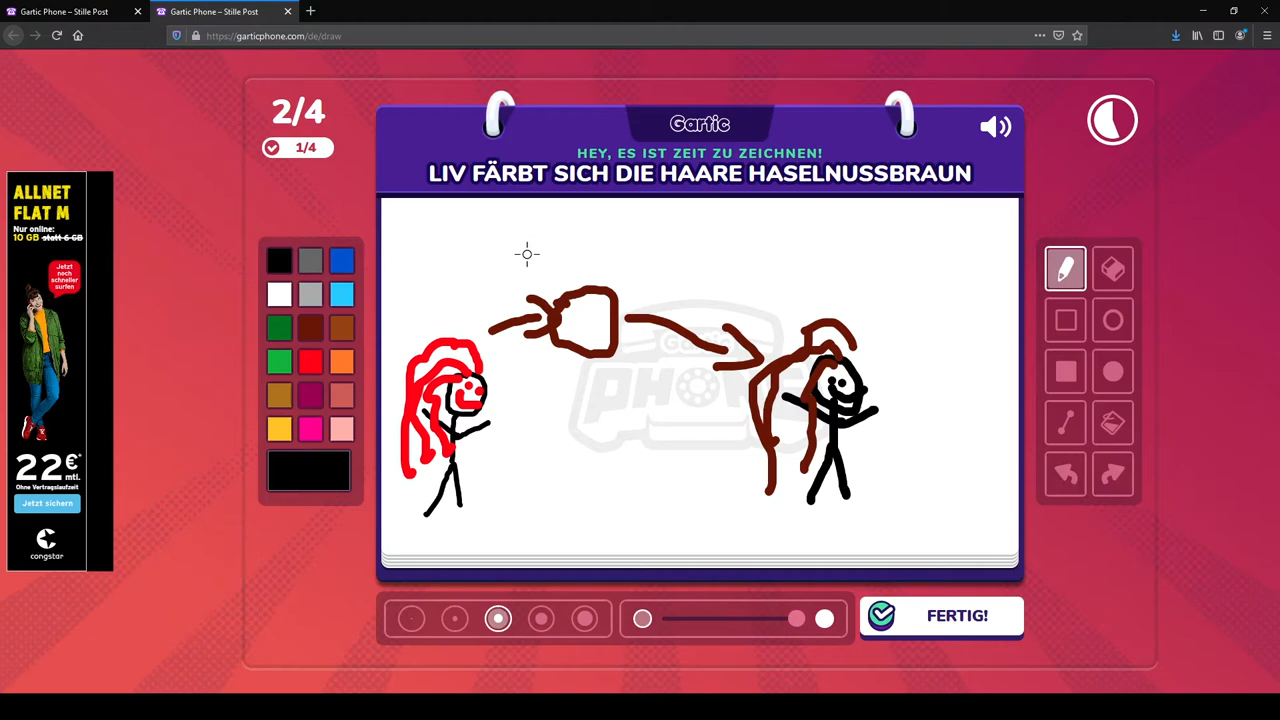 Gartic Phone – Stille Post
Gartic Phone – Stille Post
https://garticphone.com/de/draw
2/4
1/4
Gartic
HEY, ES IST ZEIT ZU ZEICHNEN!
LIV FÄRBT SICH DIE HAARE HASELNUSSBRAUN
Gartic
PHONE
ALLNET
FLAT M
Nur online:
10 GB statt 6 GB
Jetzt
noch
schneller
surfen
22€*
mtl.
Ohne Vertragslaufzeit
Jetzt sichern
congstar
FERTIG!